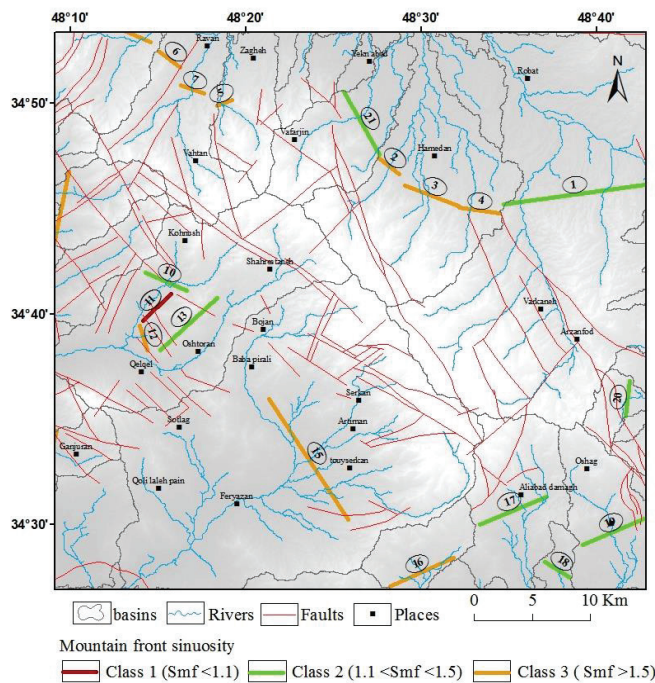 48°10' 48°20' 48°30' 48°40'
Ravan
Zagheh
Yekn abad
Robat
N
6
7
5
34°50'
21
Vafarjin
Hamedan
Vahtan
2
3
4
1
Kohnush
Shahrestaneh
10
11
13
12
34°40'
Varkaneh
Bojan
Arzanfod
Oshtoran
Baba pirali
Qelqel
Serkan
20
Sotlag
Artiman
15
Ganjuran
touyserkan
Oshag
Qoli laleh pain
Aliabad damagh
Feryazan
17
34°30'
19
16
18
basins Rivers Faults Places 0 5 10 Km
Mountain front sinuosity
Class 1 (Smf <1.1) Class 2 (1.1 <Smf <1.5) Class 3 ( Smf >1.5)